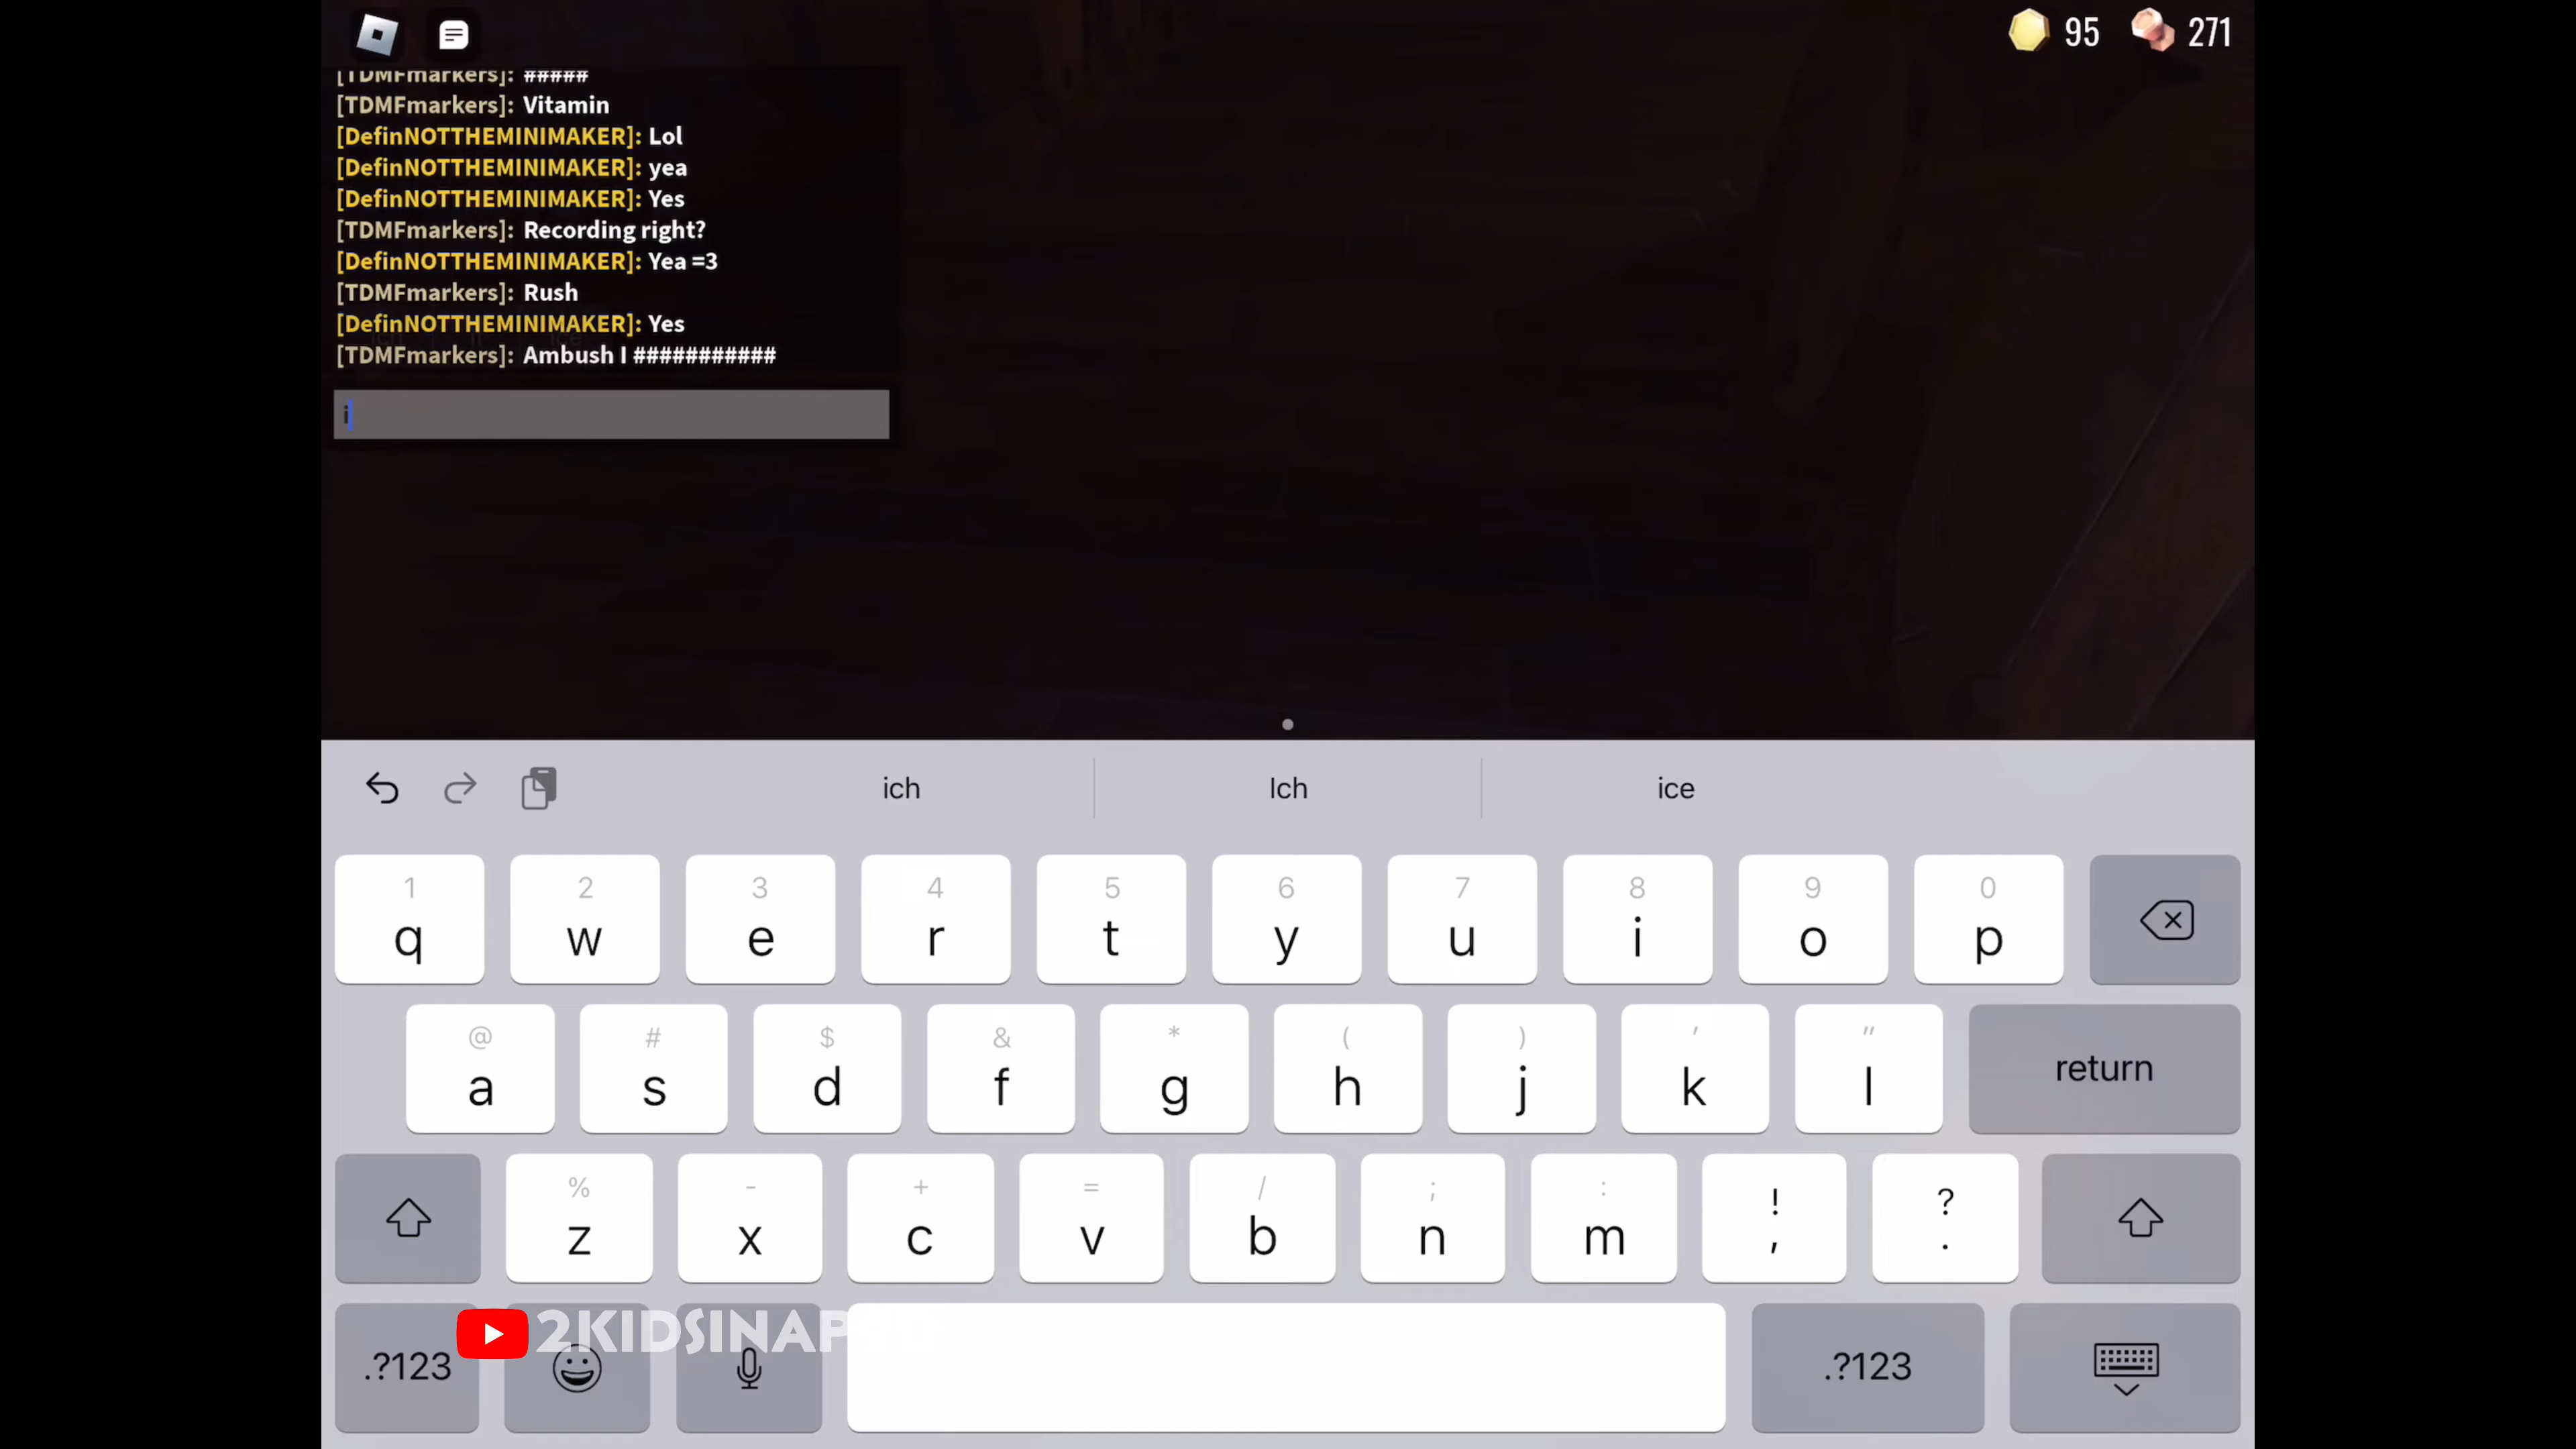 95 271
[TDMFmarkers]: #####
[TDMFmarkers]: Vitamin
[DefinNOTTHEMINIMAKER]: Lol
[DefinNOTTHEMINIMAKER]: yea
[DefinNOTTHEMINIMAKER]: Yes
[TDMFmarkers]: Recording right?
[DefinNOTTHEMINIMAKER]: Yea =3
[TDMFmarkers]: Rush
[DefinNOTTHEMINIMAKER]: Yes
[TDMFmarkers]: Ambush I ###########
i
ich Ich ice
1 2 3 4 5 6 7 8 9 0
q w e r t y u i o p
@ # $ & * ( ) ' "
a s d f g h j k l return
% - + = / ; : ! ?
z x c v b n m , .
.?123 .?123